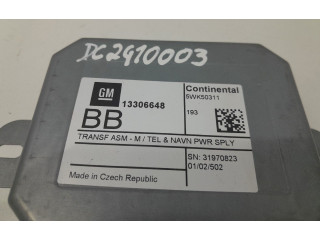 DC2910003
GM
Continental
13306648
5WK50311
BB
193
TRANSF ASM - M / TEL & NAVN PWR SPLY
SN: 31970823
Made in Czech Republic
01/02/502